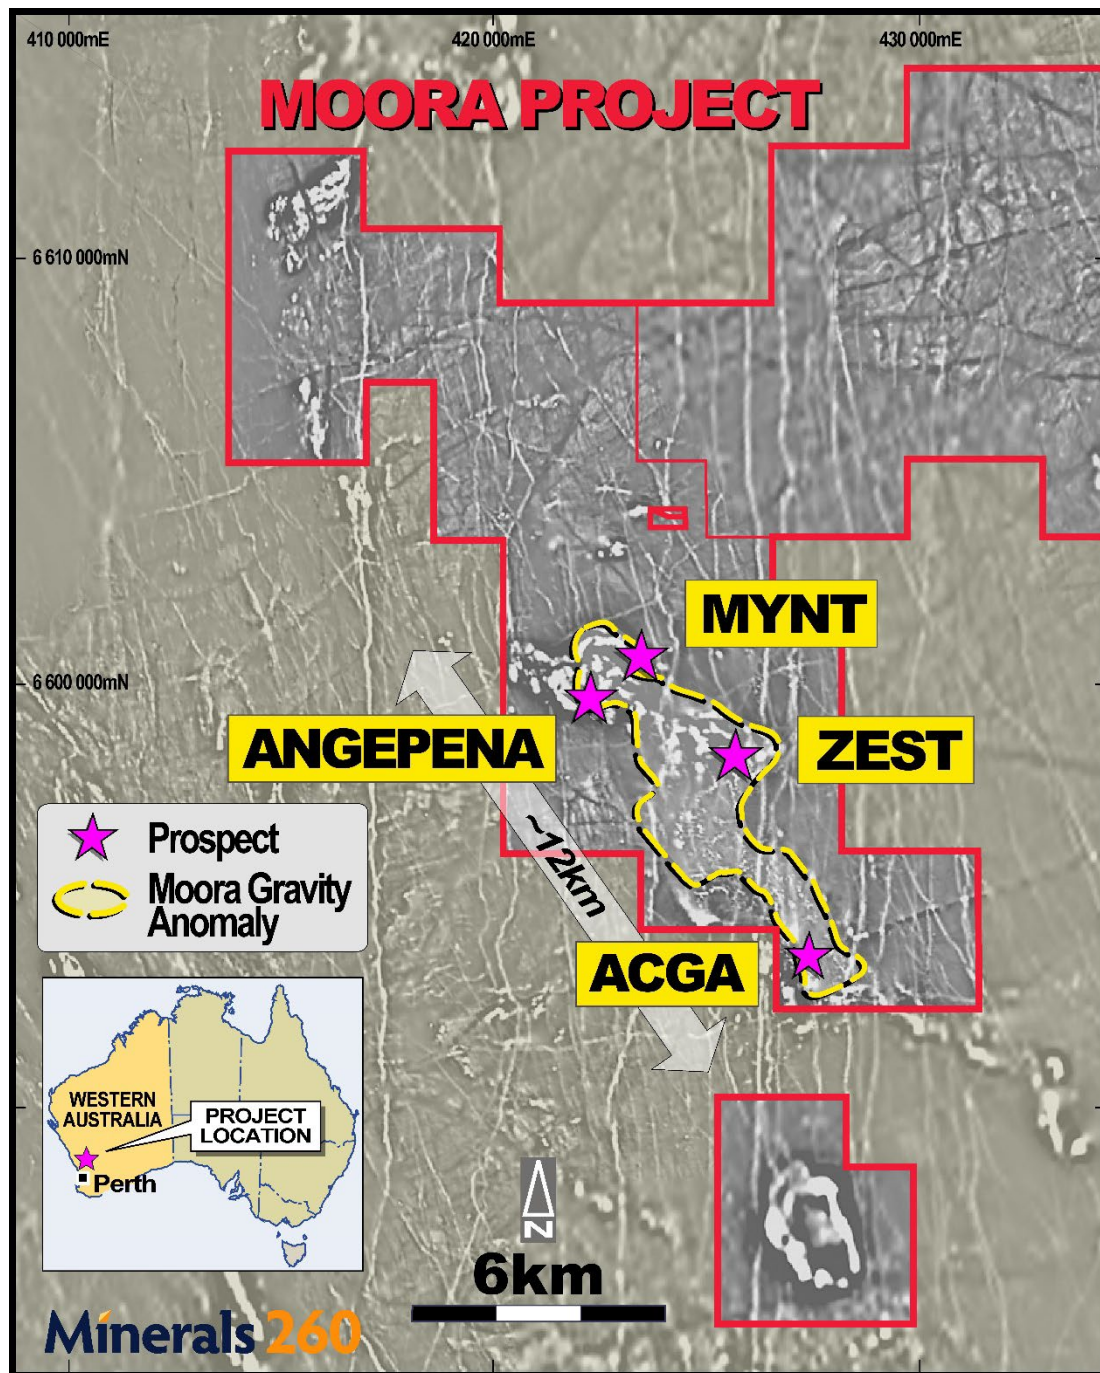 410 000mE
420 000mE
430 000mE
MOORA PROJECT
6 610 000mN
MYNT
6 600 000mN
ANGEPENA
ZEST
Prospect
Moora Gravity
Anomaly
~12km
ACGA
WESTERN
AUSTRALIA
PROJECT
LOCATION
Perth
N
6km
Minerals 260